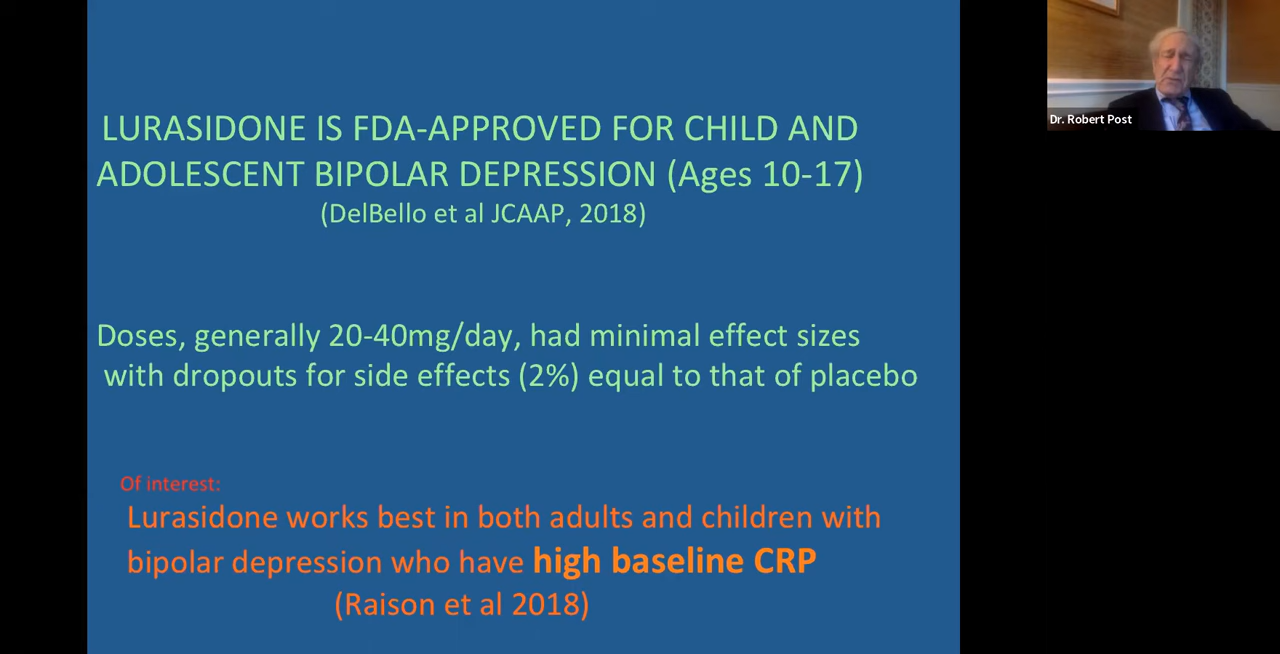 LURASIDONE IS FDA-APPROVED FOR CHILD AND
ADOLESCENT BIPOLAR DEPRESSION (Ages 10-17)
(DelBello et al JCAAP, 2018)
Doses, generally 20-40mg/day, had minimal effect sizes
with dropouts for side effects (2%) equal to that of placebo
Of interest:
Lurasidone works best in both adults and children with
bipolar depression who have high baseline CRP
(Raison et al 2018)
Dr. Robert Post